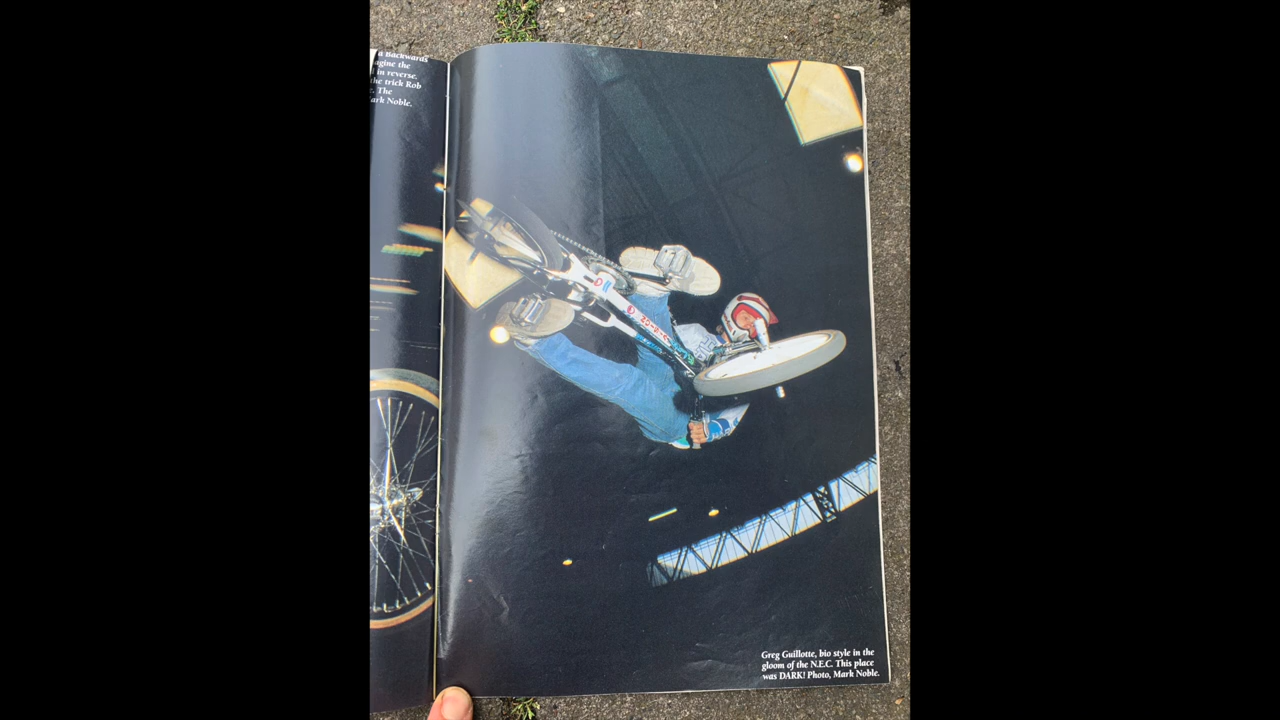 Backwards
agine the
in reverse.
the trick Rob
The
ark Noble.
Greg Guillotte, bio style in the
gloom of the N.E.C. This place
was DARK! Photo, Mark Noble.